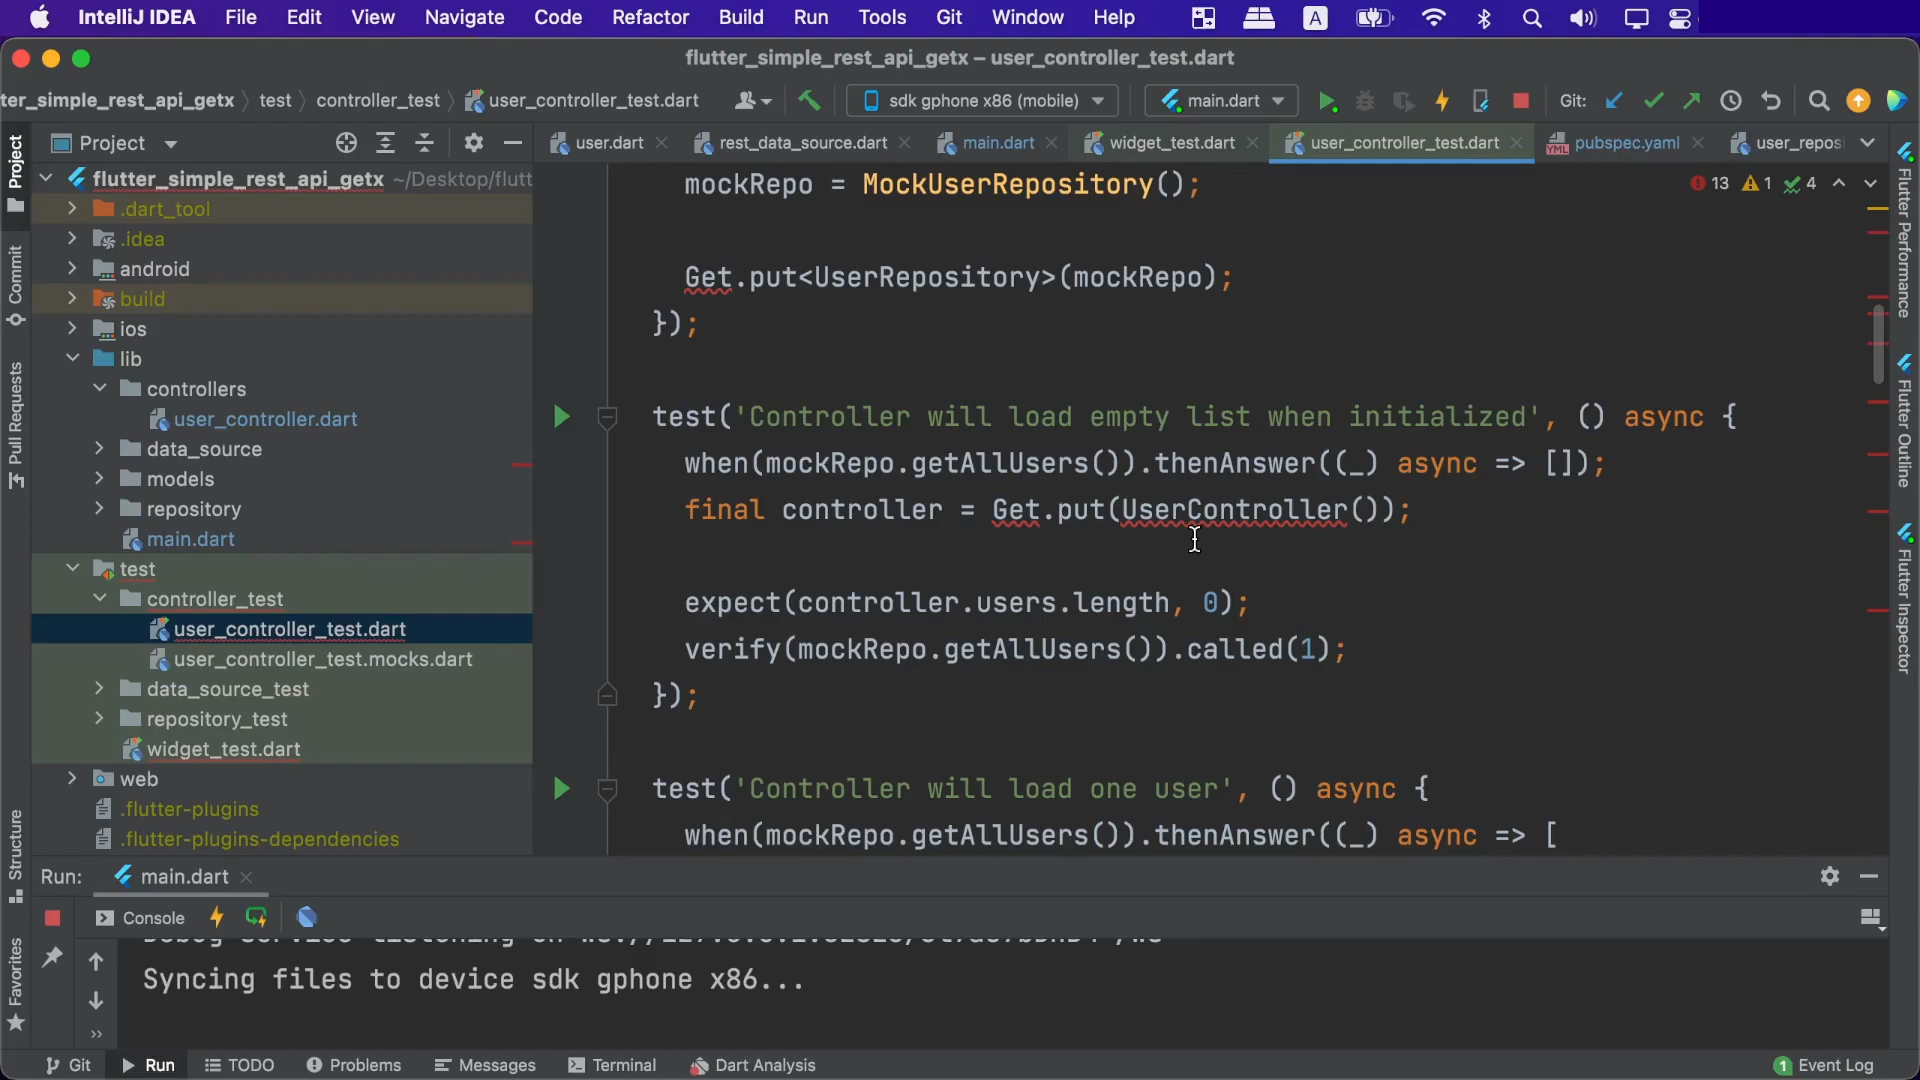 IntelliJ IDEA File Edit View Navigate Code Refactor Build Run Tools Git Window Help A
flutter_simple_rest_api_getx – user_controller_test.dart
ter_simple_rest_api_getx test controller_test user_controller_test.dart sdk gphone x86 (mobile) main.dart Git:
Project
user.dart rest_data_source.dart main.dart widget_test.dart user_controller_test.dart YML pubspec.yaml user_reposi
flutter_simple_rest_api_getx ~/Desktop/flutt
.dart_tool
.idea
android
build
ios
lib
controllers
user_controller.dart
data_source
models
repository
main.dart
test
controller_test
user_controller_test.dart
user_controller_test.mocks.dart
data_source_test
repository_test
widget_test.dart
web
.flutter-plugins
.flutter-plugins-dependencies
mockRepo = MockUserRepository();
13 1 4
Get.put<UserRepository>(mockRepo);
});
test('Controller will load empty list when initialized', () async {
when(mockRepo.getAllUsers()).thenAnswer((_) async => []);
final controller = Get.put(UserController());
expect(controller.users.length, 0);
verify(mockRepo.getAllUsers()).called(1);
});
test('Controller will load one user', () async {
when(mockRepo.getAllUsers()).thenAnswer((_) async => [
Project
Commit
Pull Requests
Structure
Favorites
Flutter Performance
Flutter Outline
Flutter Inspector
Run: main.dart
Console
Syncing files to device sdk gphone x86...
Git Run TODO Problems Messages Terminal Dart Analysis 1 Event Log